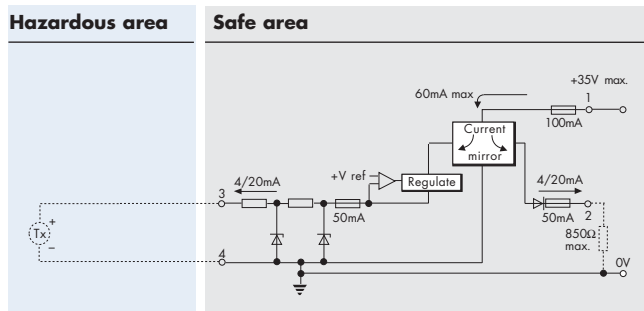 Hazardous area
Safe area
+35V max.
60mA max
1
100mA
Current
mirror
+V ref
Regulate
3
4/20mA
50mA
4/20mA
50mA
2
Tx
+
–
850Ω
max.
4
0V